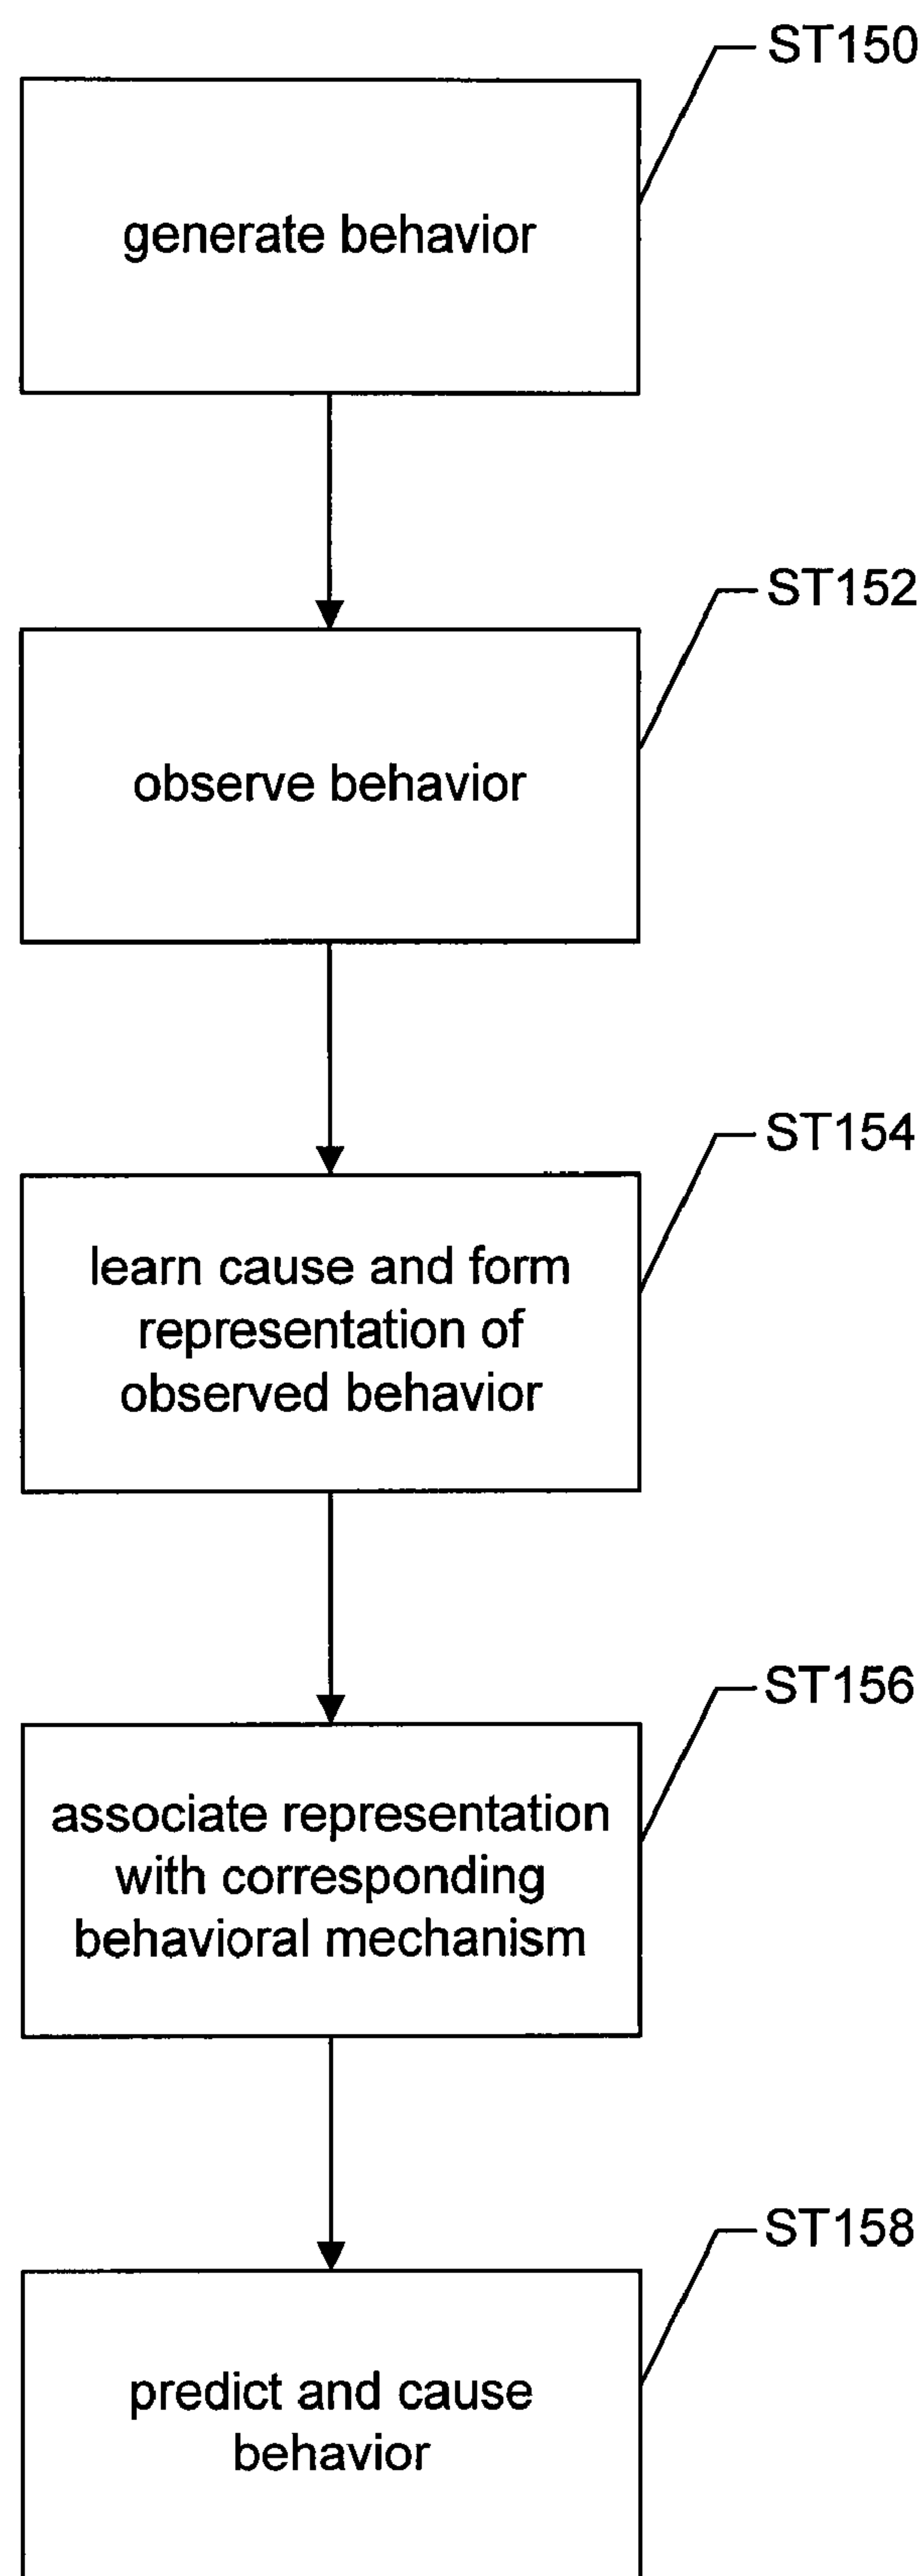 ST150
generate behavior
ST152
observe behavior
ST154
learn cause and form
representation of
observed behavior
ST156
associate representation
with corresponding
behavioral mechanism
ST158
predict and cause
behavior